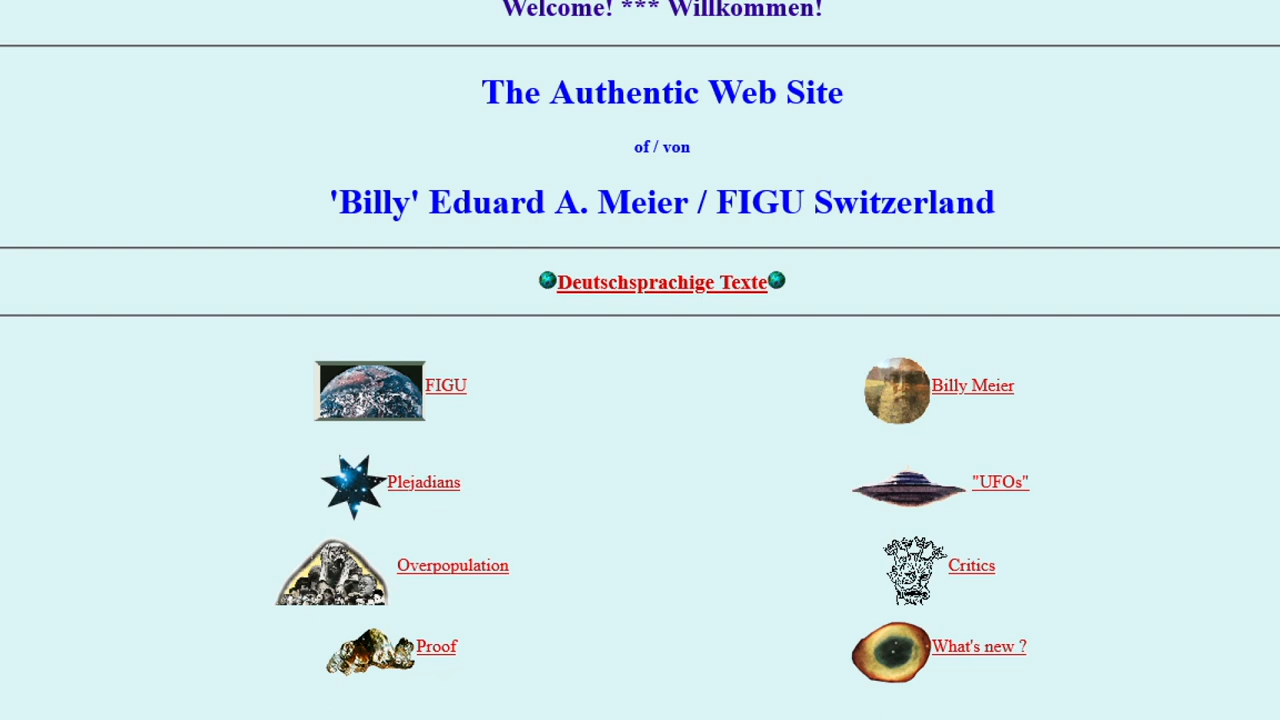 Welcome! *** Willkommen!
The Authentic Web Site
of / von
'Billy' Eduard A. Meier / FIGU Switzerland
Deutschsprachige Texte
FIGU
Billy Meier
Plejadians
"UFOs"
Overpopulation
Critics
Proof
What's new ?